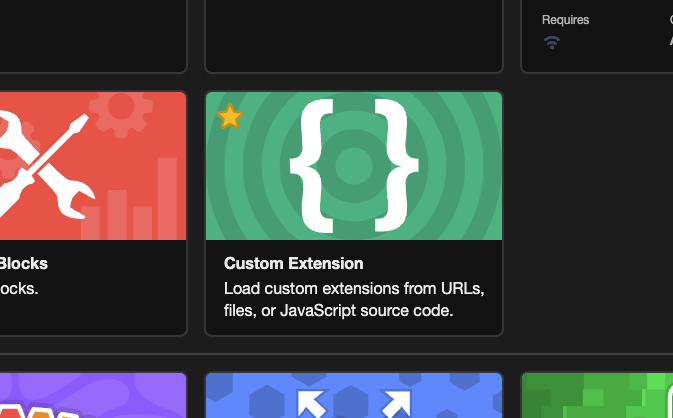 Requires
Blocks
ocks.
Custom Extension
Load custom extensions from URLs,
files, or JavaScript source code.